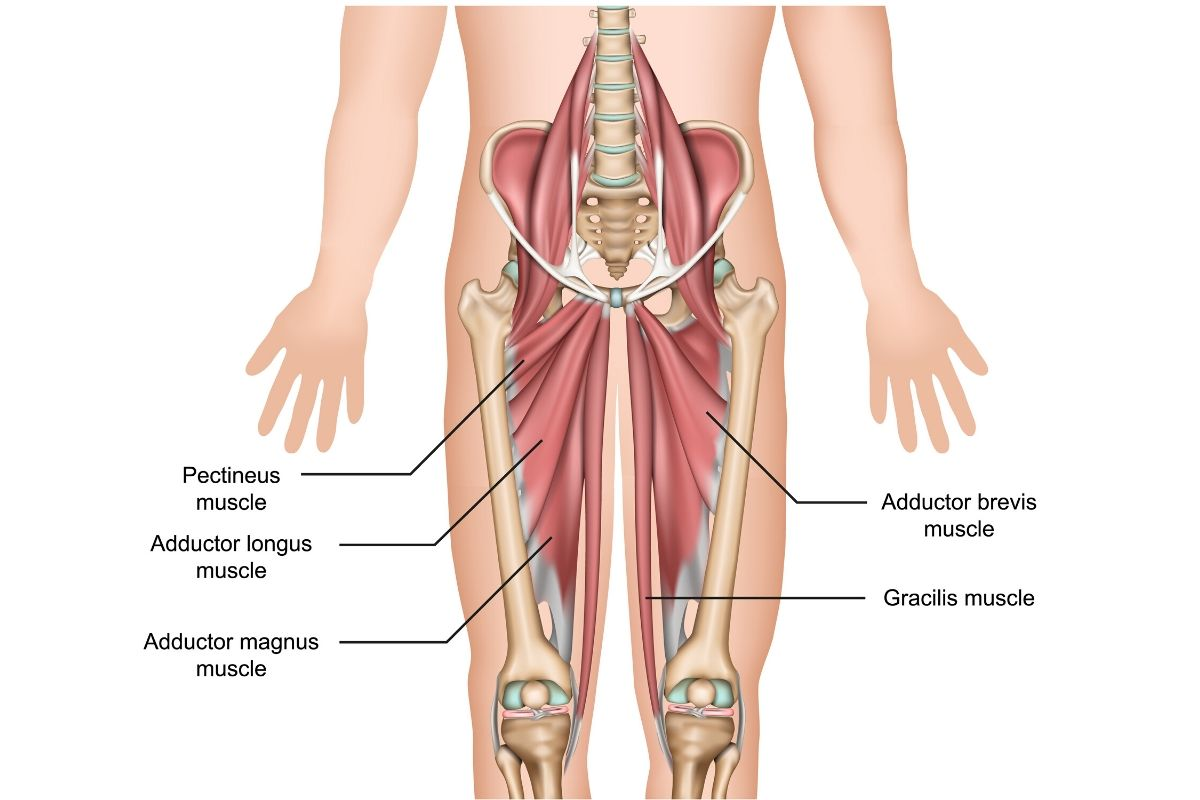 Pectineus
muscle
Adductor longus
muscle
Adductor magnus
muscle
Adductor brevis
muscle
Gracilis muscle